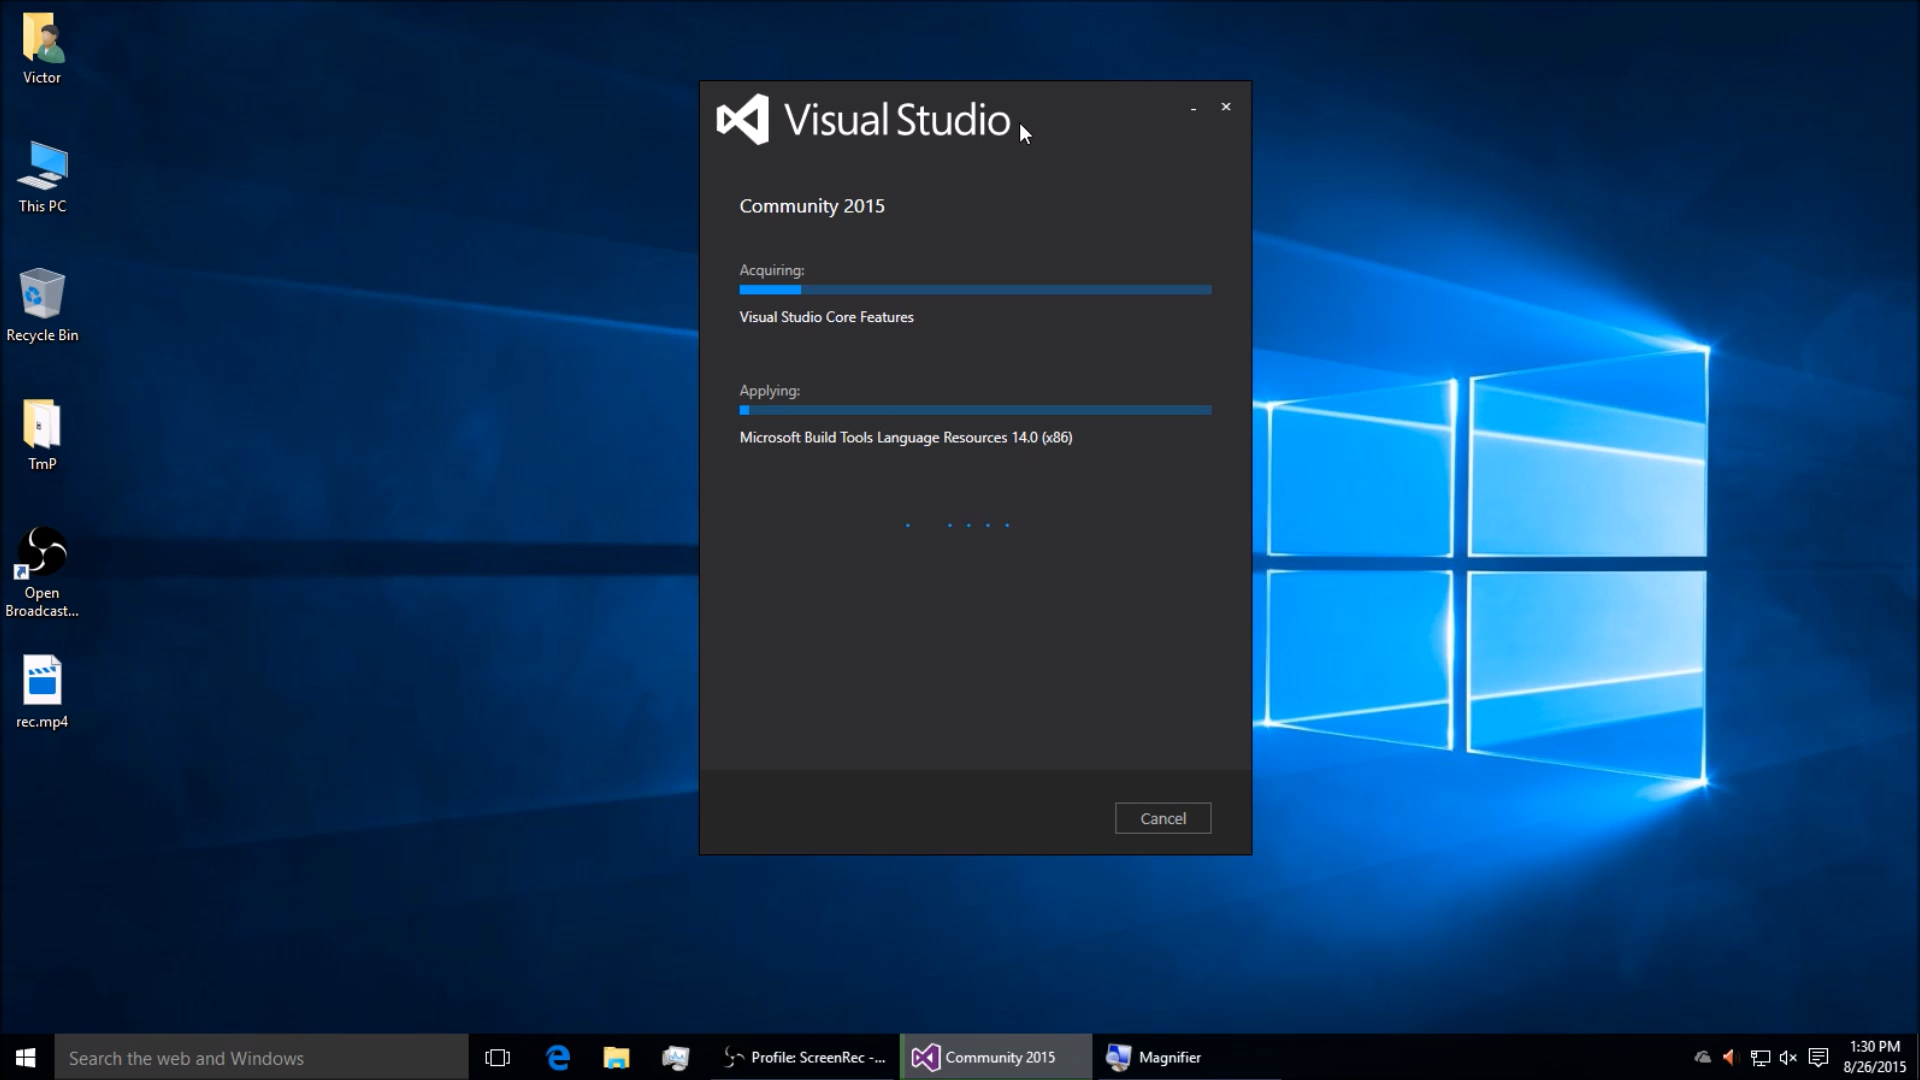 Victor
This PC
Recycle Bin
TmP
Open
Broadcast...
rec.mp4
Visual Studio
Community 2015
Acquiring:
Visual Studio Core Features
Applying:
Microsoft Build Tools Language Resources 14.0 (x86)
Cancel
Search the web and Windows
Profile: ScreenRec -...
Community 2015
Magnifier
1:30 PM
8/26/2015